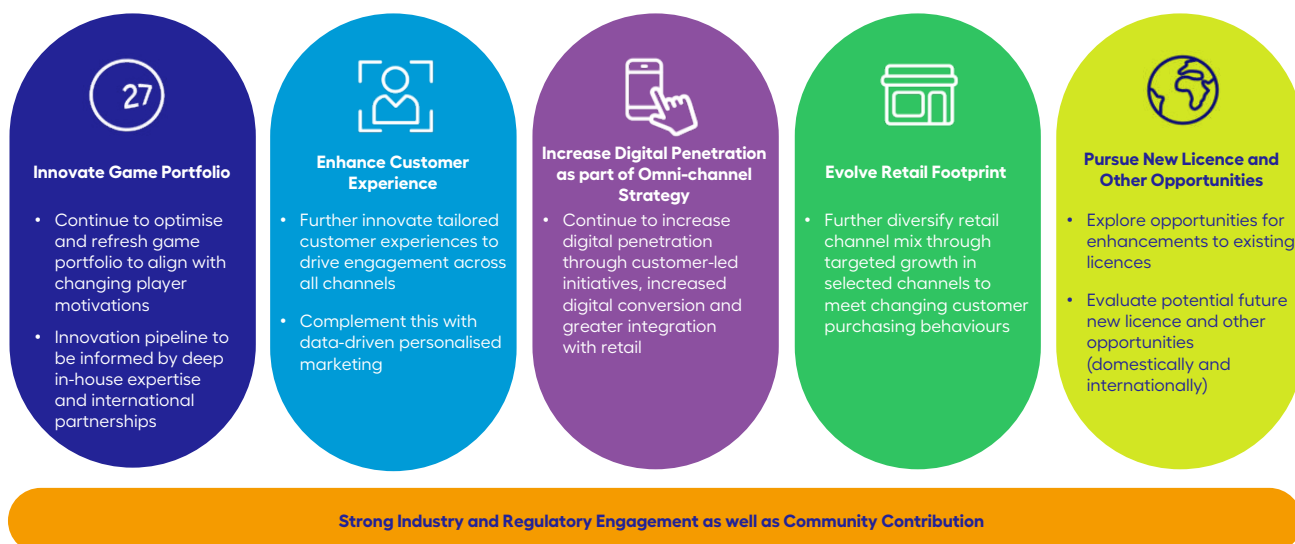 27
Innovate Game Portfolio
• Continue to optimise
and refresh game
portfolio to align with
changing player
motivations
• Innovation pipeline to
be informed by deep
in-house expertise
and international
partnerships
Enhance Customer
Experience
• Further innovate tailored
customer experiences to
drive engagement across
all channels
• Complement this with
data-driven personalised
marketing
Increase Digital Penetration
as part of Omni-channel
Strategy
• Continue to increase
digital penetration
through customer-led
initiatives, increased
digital conversion and
greater integration
with retail
Evolve Retail Footprint
• Further diversify retail
channel mix through
targeted growth in
selected channels to
meet changing customer
purchasing behaviours
Pursue New Licence and
Other Opportunities
• Explore opportunities for
enhancements to existing
licences
• Evaluate potential future
new licence and other
opportunities
(domestically and
internationally)
Strong Industry and Regulatory Engagement as well as Community Contribution